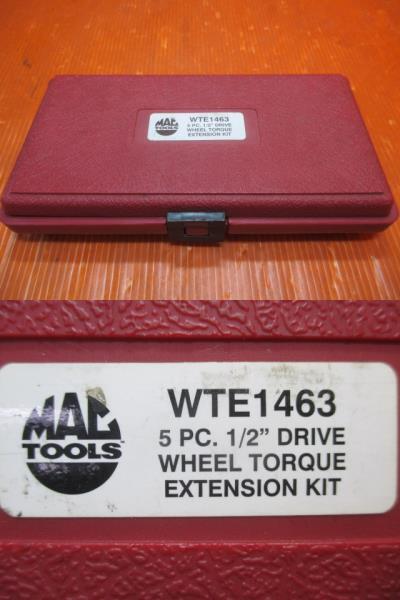 MAC
TOOLS
WTE1463
5 PC. 1/2" DRIVE
WHEEL TORQUE
EXTENSION KIT
MAC
TOOLS
WTE1463
5 PC. 1/2” DRIVE
WHEEL TORQUE
EXTENSION KIT